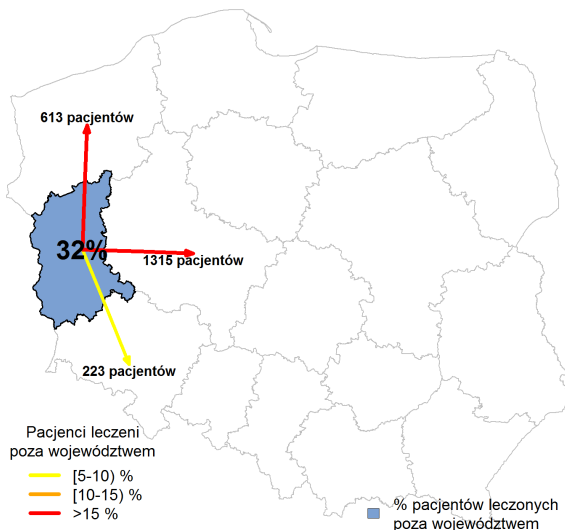 613 pacjentów
32%
1315 pacjentów
223 pacjentów
Pacjenci leczeni
poza województwem
[5-10) %
[10-15) %
>15 %
% pacjentów leczonych
poza województwem